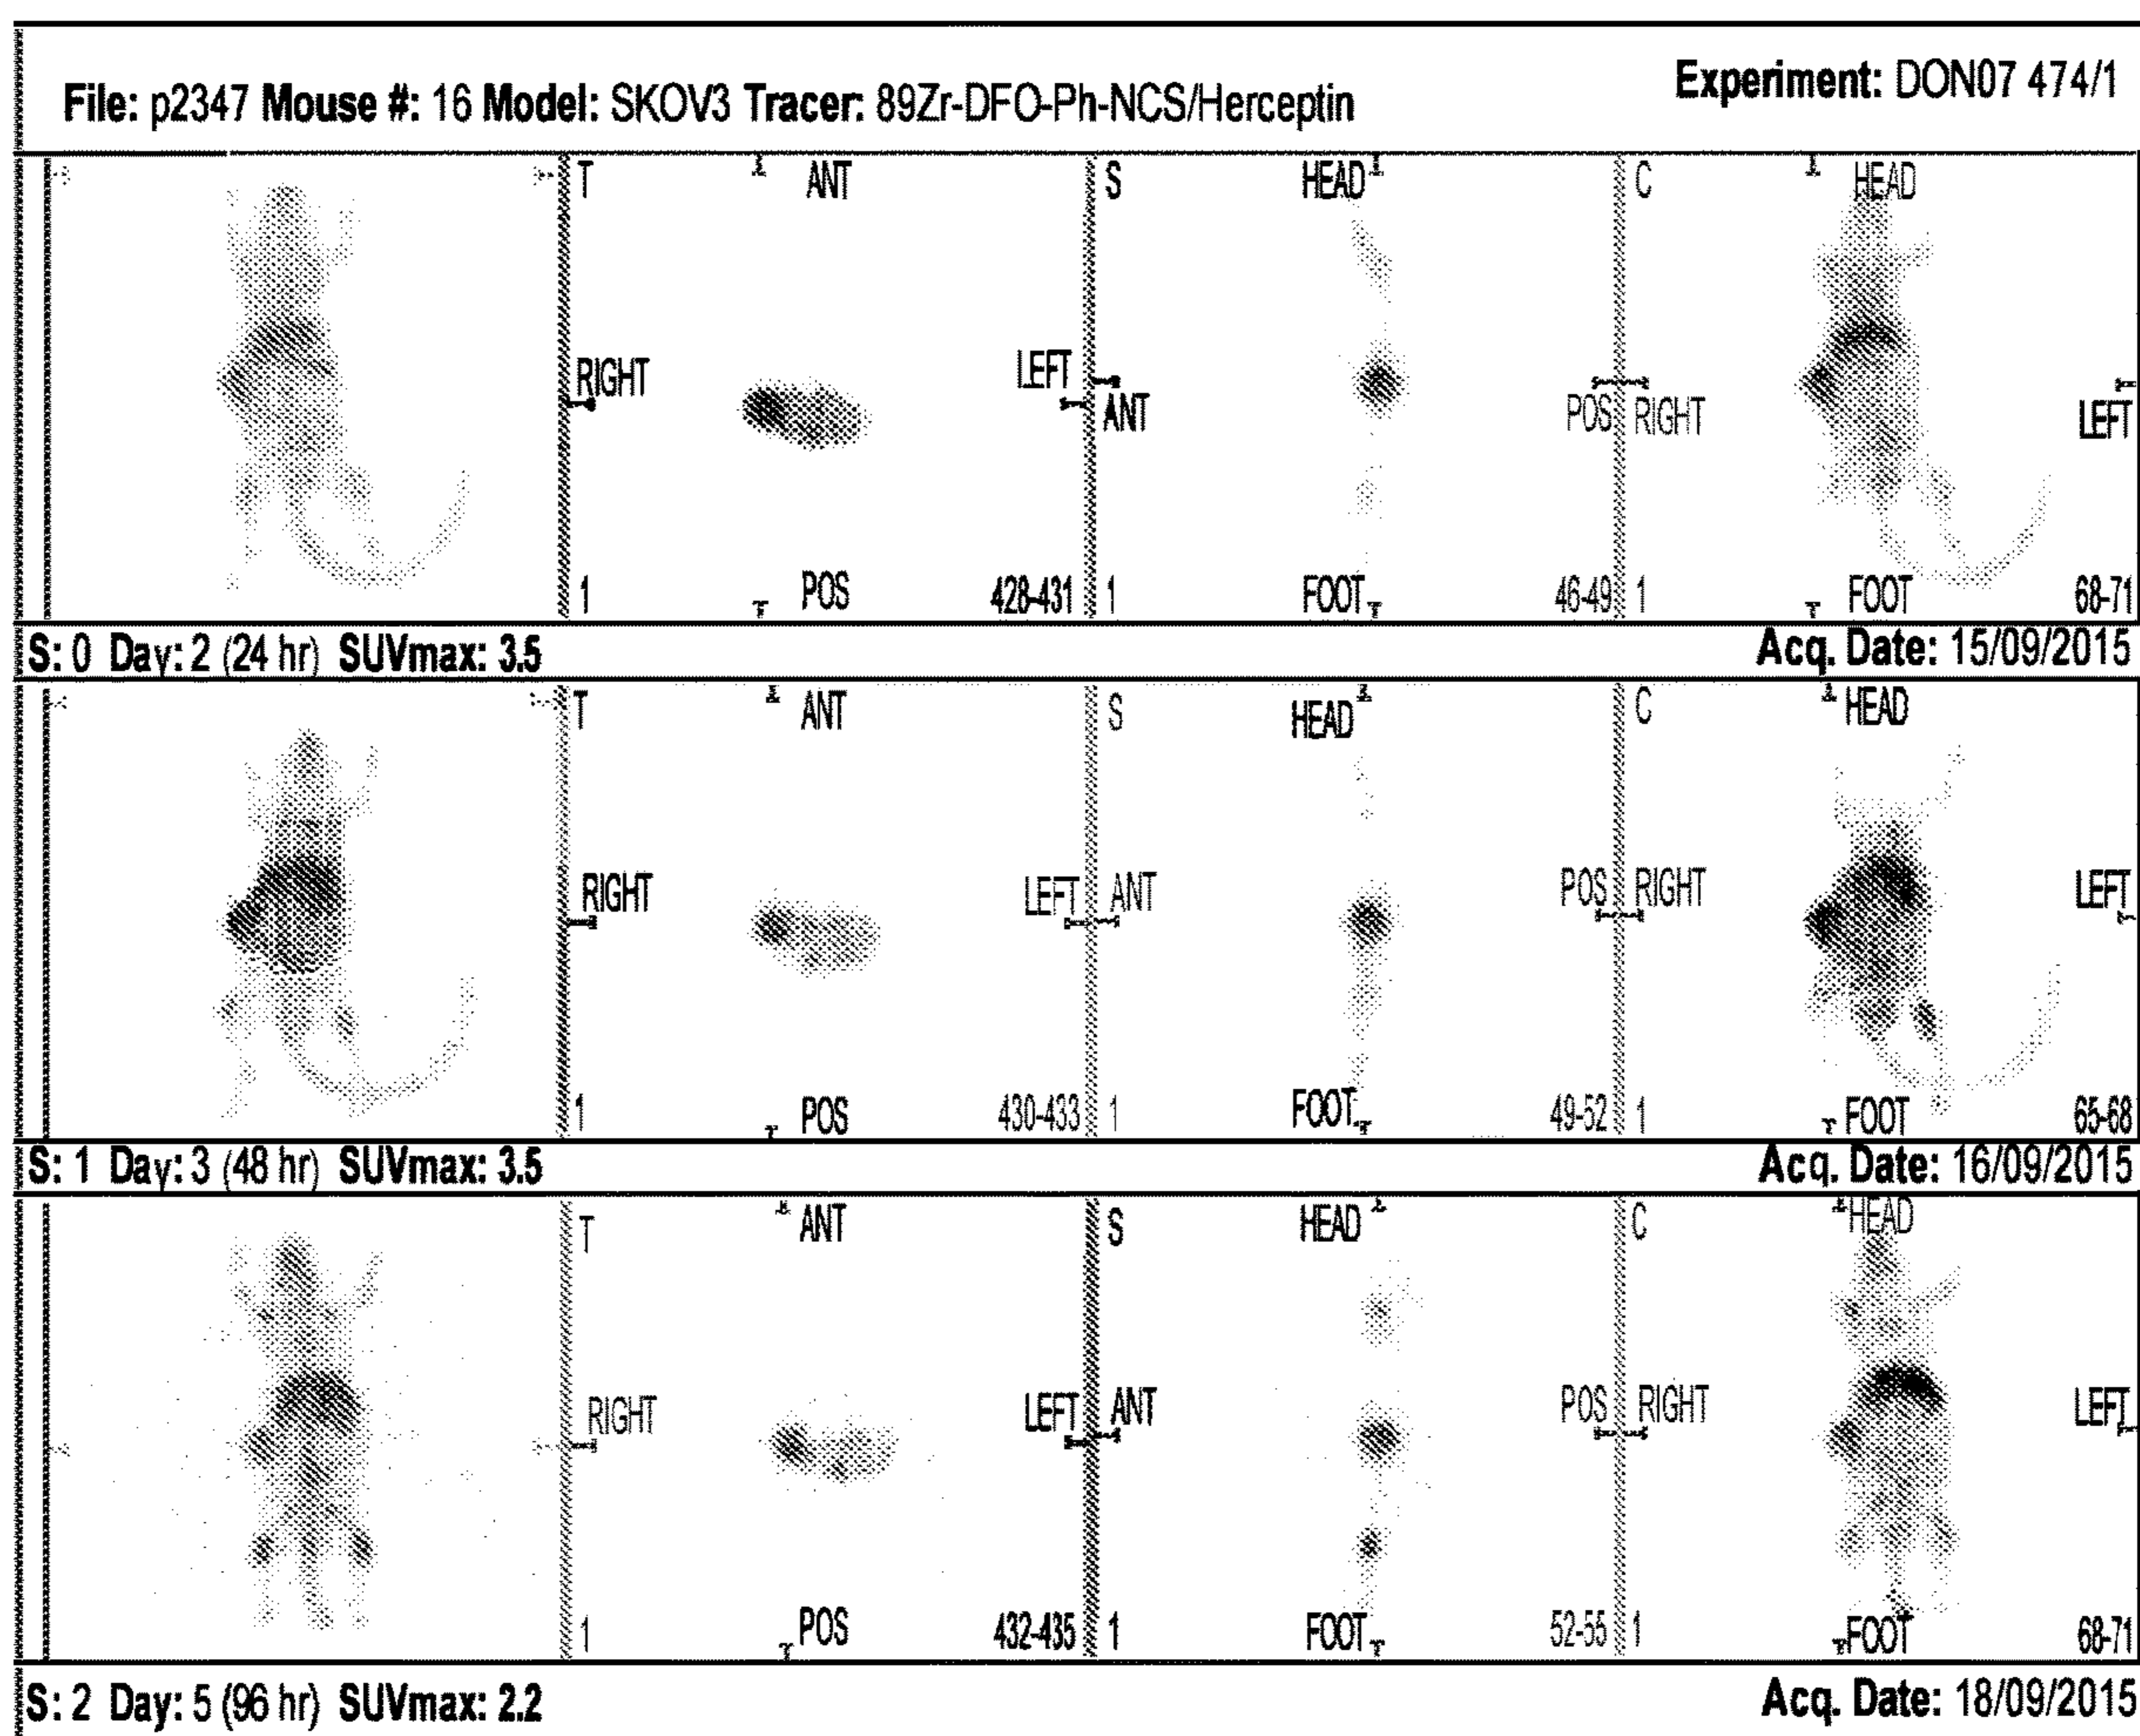 File: p2347 Mouse #: 16 Model: SKOV3 Tracer: 89Zr-DFO-Ph-NCS/Herceptin
Experiment: DON07 474/1
T ANT S HEAD C HEAD
RIGHT LEFT ANT POS RIGHT LEFT
1 POS 428-431 1 FOOT 46-49 1 FOOT 68-71
S: 0 Day: 2 (24 hr) SUVmax: 3.5 Acq. Date: 15/09/2015
T ANT S HEAD C HEAD
RIGHT LEFT ANT POS RIGHT LEFT
1 POS 430-433 1 FOOT 49-52 1 FOOT 65-68
S: 1 Day: 3 (48 hr) SUVmax: 3.5 Acq. Date: 16/09/2015
T ANT S HEAD C HEAD
RIGHT LEFT ANT POS RIGHT LEFT
1 POS 432-435 1 FOOT 52-55 1 FOOT 68-71
S: 2 Day: 5 (96 hr) SUVmax: 2.2 Acq. Date: 18/09/2015